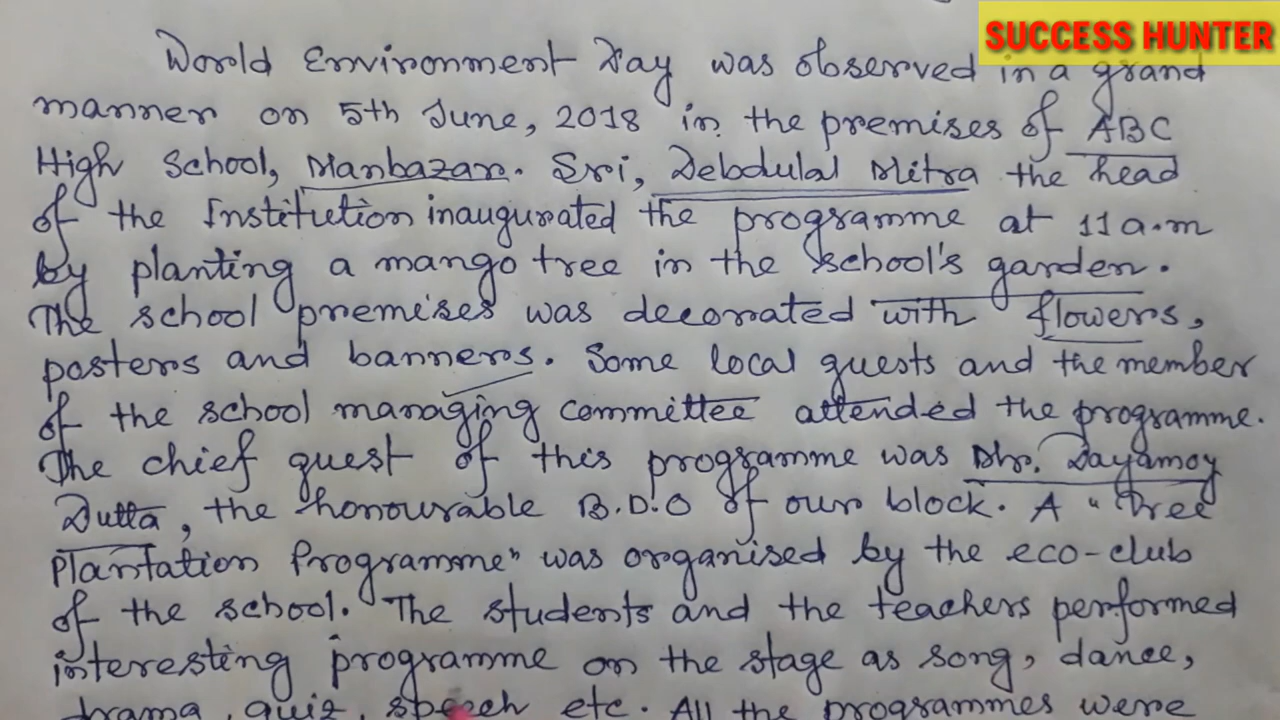 SUCCESS HUNTER
World Environment Day was observed in a grand
manner on 5th June, 2018 in the premises of ABC
High School, Manbazar. Sri, Debdulal Mitra the head
of the Institution inaugurated the programme at 11 a.m
by planting a mango tree in the school's garden.
The school premises was decorated with flowers,
posters and banners. Some local guests and the member
of the school managing committee attended the programme.
The chief guest of this programme was Mr. Dayamoy
Dutta, the honourable B.D.O of our block. A "Tree
Plantation Programme" was organised by the eco-club
of the school. The students and the teachers performed
interesting programme on the stage as song, dance,
drama, quiz, speech etc. All the programmes were